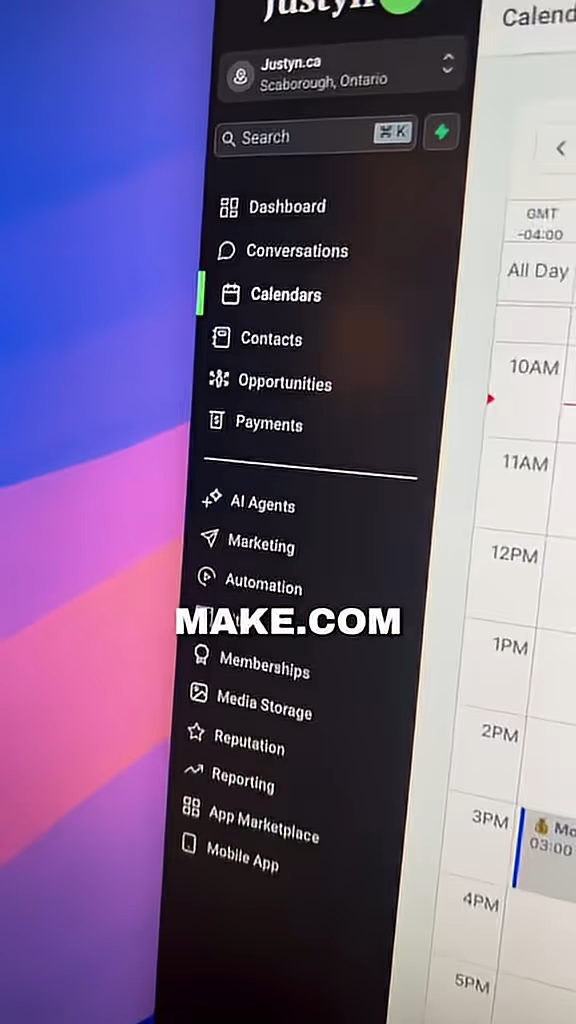 Justyn
Justyn.ca
Scaborough, Ontario
Search
⌘ K
Dashboard
Conversations
Calendars
Contacts
Opportunities
Payments
AI Agents
Marketing
Automation
MAKE.COM
Memberships
Media Storage
Reputation
Reporting
App Marketplace
Mobile App
Calend
GMT
-04:00
All Day
10AM
11AM
12PM
1PM
2PM
3PM
Mo
03:00
4PM
5PM